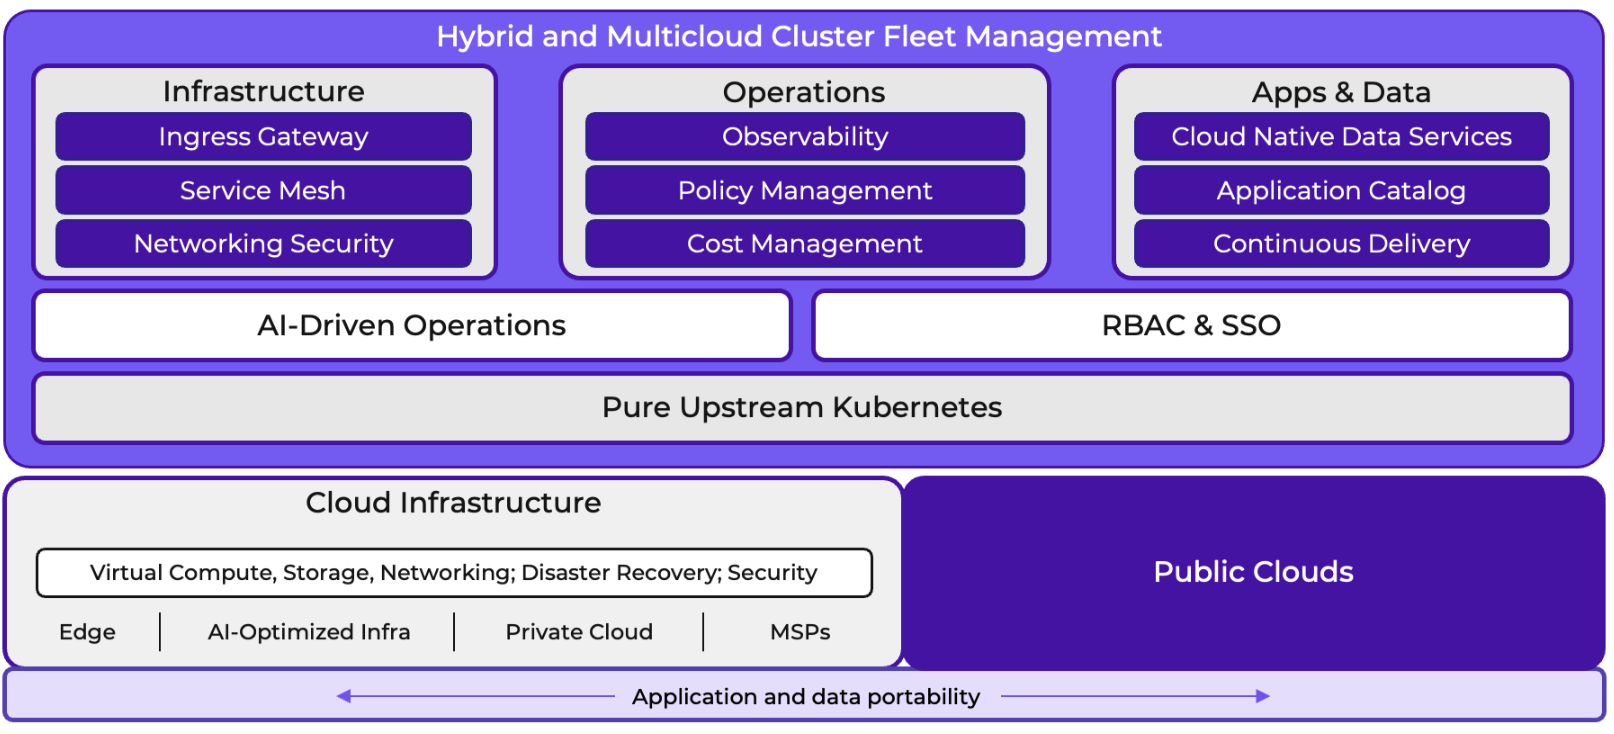 Hybrid and Multicloud Cluster Fleet Management
Infrastructure
Ingress Gateway
Service Mesh
Networking Security
Operations
Observability
Policy Management
Cost Management
Apps & Data
Cloud Native Data Services
Application Catalog
Continuous Delivery
AI-Driven Operations
RBAC & SSO
Pure Upstream Kubernetes
Cloud Infrastructure
Virtual Compute, Storage, Networking; Disaster Recovery; Security
Edge
AI-Optimized Infra
Private Cloud
MSPs
Public Clouds
Application and data portability